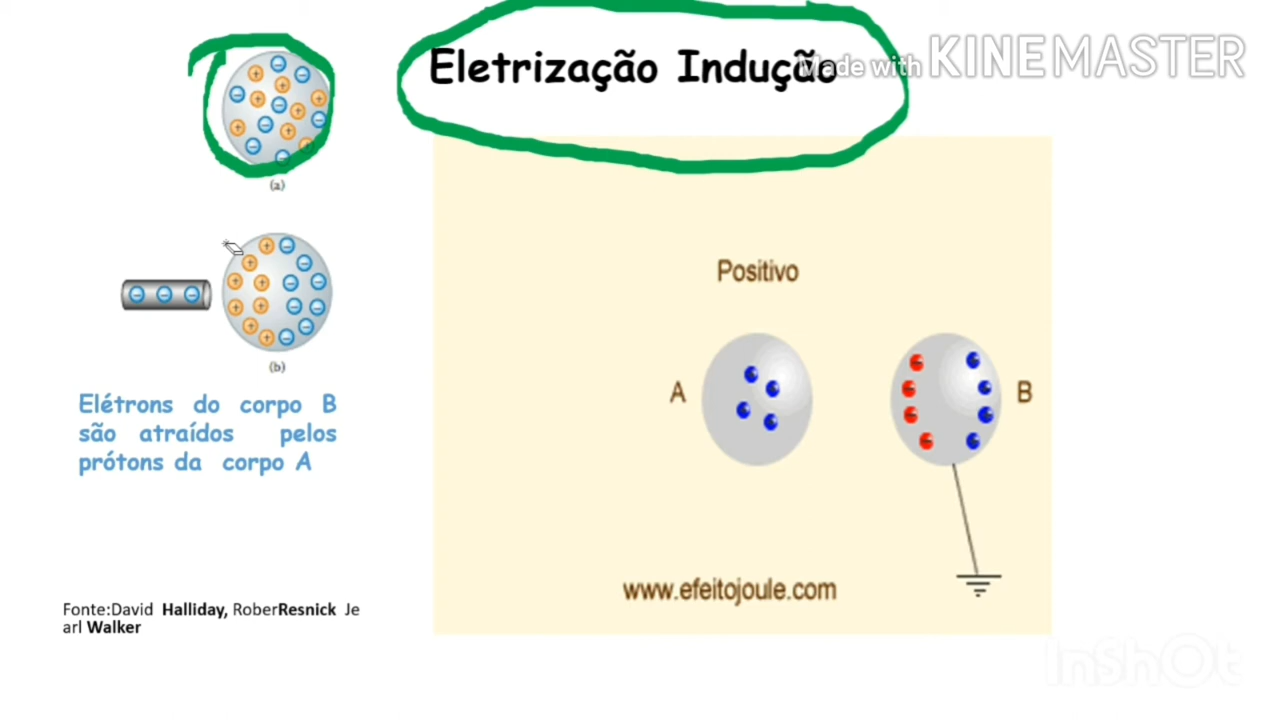 Eletrização Indução
Made with KINEMASTER
(a)
(b)
Elétrons do corpo B
são atraídos pelos
prótons da corpo A
Positivo
A
B
www.efeitojoule.com
Fonte:David Halliday, RoberResnick Je
arl Walker
InShOt